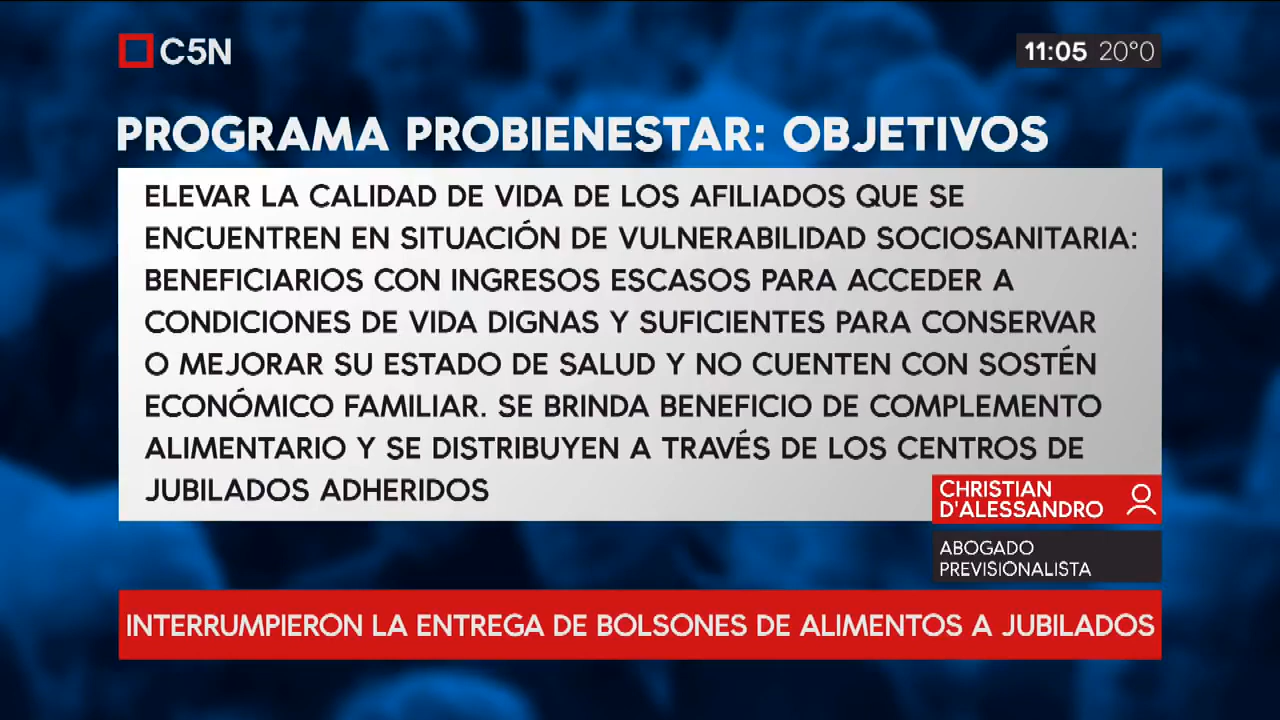 C5N
11:05 20°0
PROGRAMA PROBIENESTAR: OBJETIVOS
ELEVAR LA CALIDAD DE VIDA DE LOS AFILIADOS QUE SE
ENCUENTREN EN SITUACIÓN DE VULNERABILIDAD SOCIOSANITARIA:
BENEFICIARIOS CON INGRESOS ESCASOS PARA ACCEDER A
CONDICIONES DE VIDA DIGNAS Y SUFICIENTES PARA CONSERVAR
O MEJORAR SU ESTADO DE SALUD Y NO CUENTEN CON SOSTÉN
ECONÓMICO FAMILIAR. SE BRINDA BENEFICIO DE COMPLEMENTO
ALIMENTARIO Y SE DISTRIBUYEN A TRAVÉS DE LOS CENTROS DE
JUBILADOS ADHERIDOS
CHRISTIAN
D'ALESSANDRO
ABOGADO
PREVISIONALISTA
INTERRUMPIERON LA ENTREGA DE BOLSONES DE ALIMENTOS A JUBILADOS